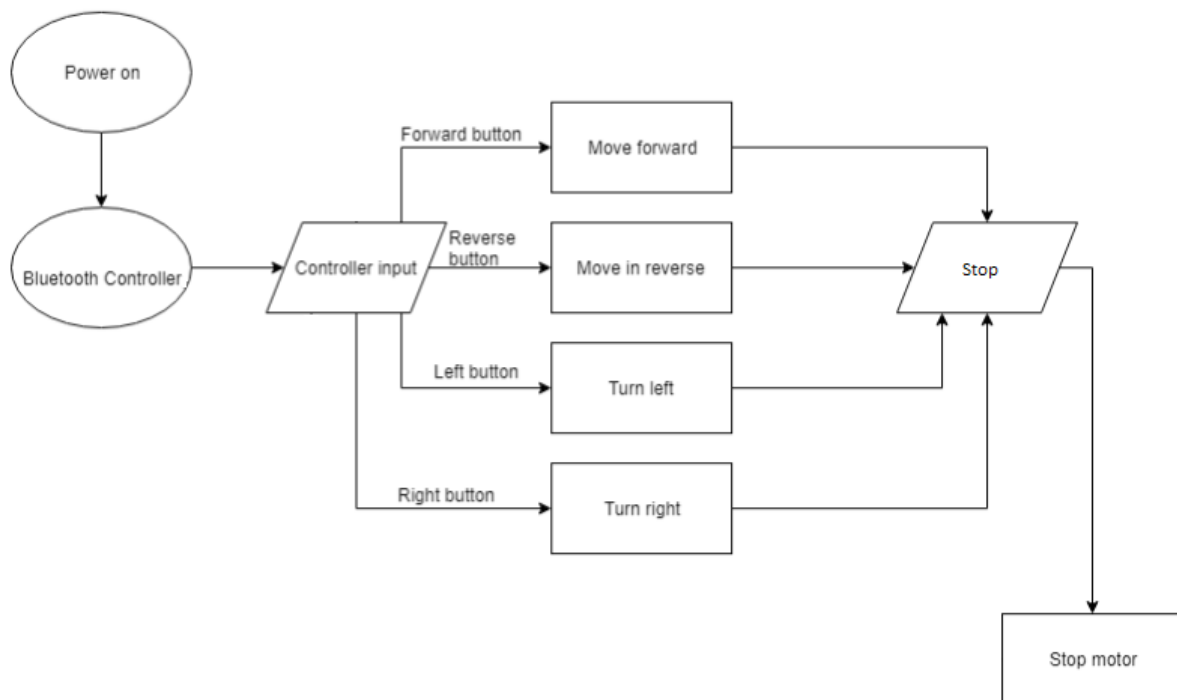 Power on
Forward button
Move forward
Bluetooth Controller
Controller input
Reverse
button
Move in reverse
Stop
Left button
Turn left
Right button
Turn right
Stop motor